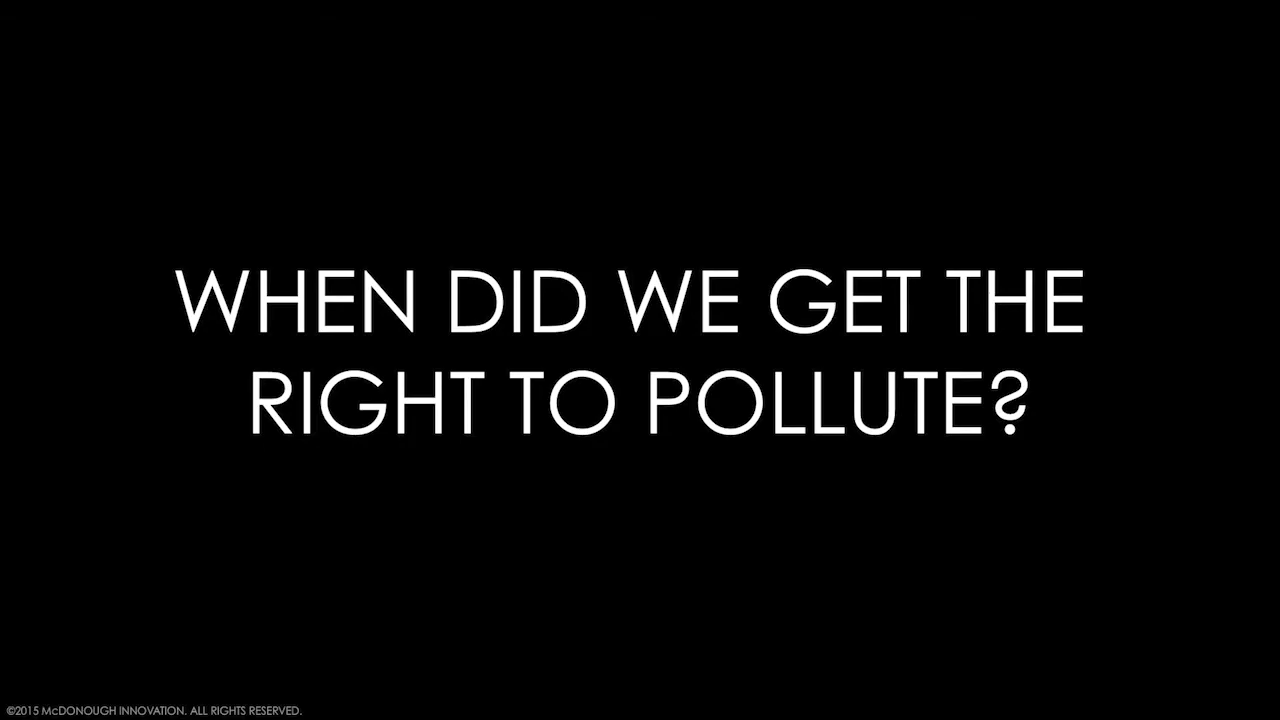 WHEN DID WE GET THE
RIGHT TO POLLUTE?
©2015 McDONOUGH INNOVATION. ALL RIGHTS RESERVED.